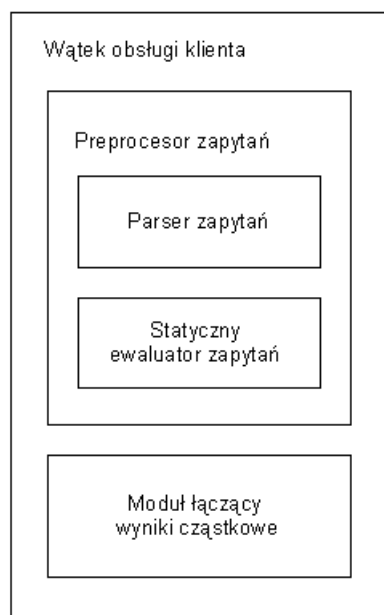 Wątek obsługi klienta
Preprocesor zapytań
Parser zapytań
Statyczny
ewaluator zapytań
Moduł łączący
wyniki cząstkowe